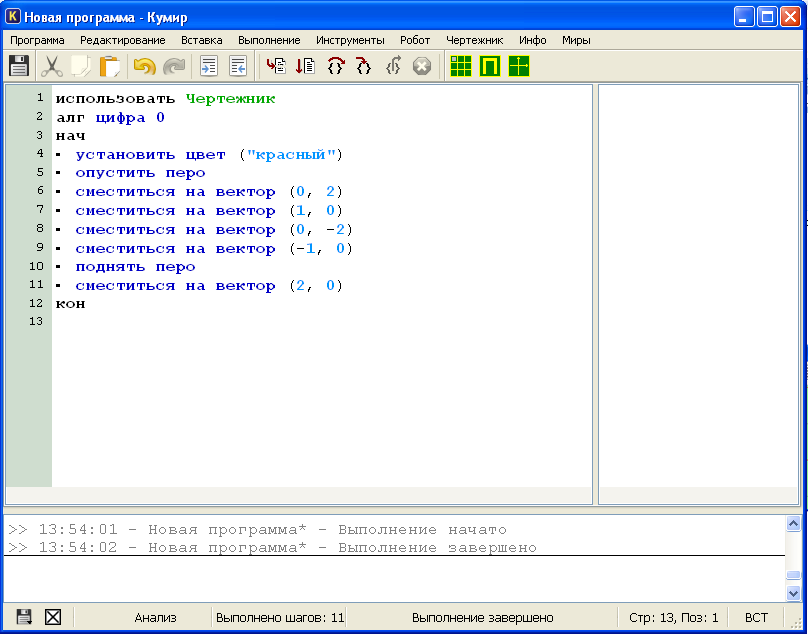 Новая программа - Кумир
Программа Редактирование Вставка Выполнение Инструменты Робот Чертежник Инфо Миры
1 использовать Чертежник
2 алг цифра 0
3 нач
4 установить цвет ("красный")
5 опустить перо
6 сместиться на вектор (0, 2)
7 сместиться на вектор (1, 0)
8 сместиться на вектор (0, -2)
9 сместиться на вектор (-1, 0)
10 поднять перо
11 сместиться на вектор (2, 0)
12 кон
13
>> 13:54:01 - Новая программа* - Выполнение начато
>> 13:54:02 - Новая программа* - Выполнение завершено
Анализ Выполнено шагов: 11 Выполнение завершено Стр: 13, Поз: 1 ВСТ